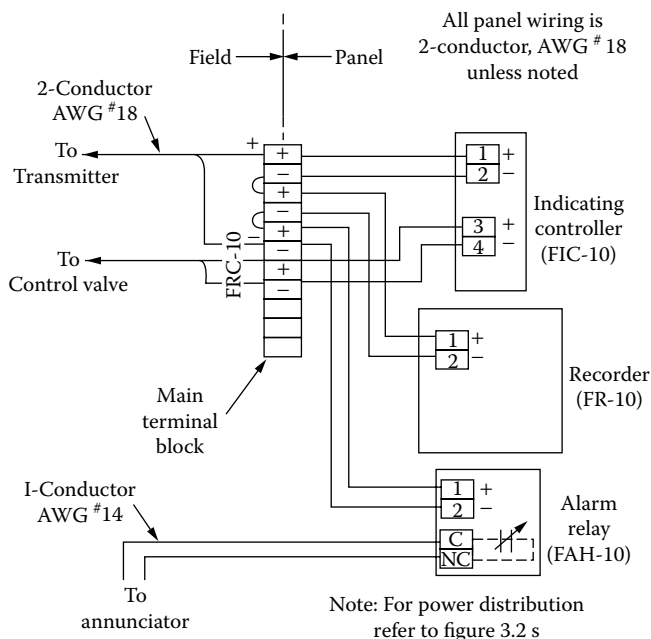 Field
Panel
All panel wiring is
2-conductor, AWG #18
unless noted
2-Conductor
AWG #18
To
Transmitter
+
+
−
+
−
+
−
+
−
−
FRC-10
To
Control valve
1 +
2 −
3 +
4 −
Indicating
controller
(FIC-10)
1 +
2 −
Recorder
(FR-10)
Main
terminal
block
I-Conductor
AWG #14
1 +
2 −
C
NC
Alarm
relay
(FAH-10)
To
annunciator
Note: For power distribution
refer to figure 3.2 s